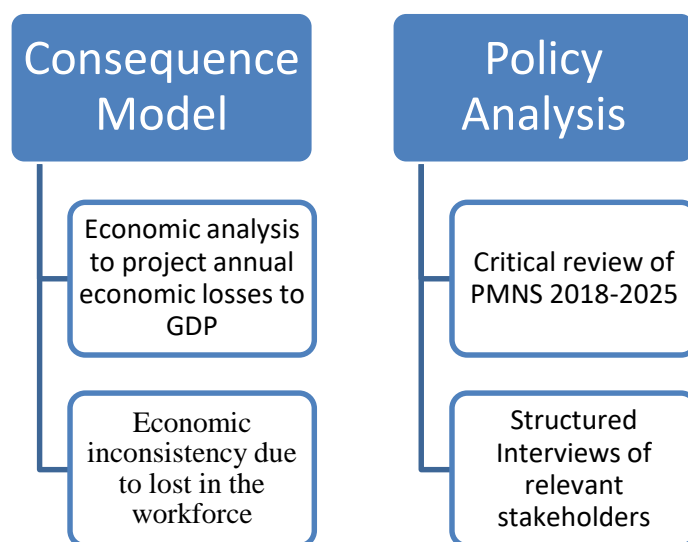 Consequence
Model
Economic analysis
to project annual
economic losses to
GDP
Economic
inconsistency due
to lost in the
workforce
Policy
Analysis
Critical review of
PMNS 2018-2025
Structured
Interviews of
relevant
stakeholders